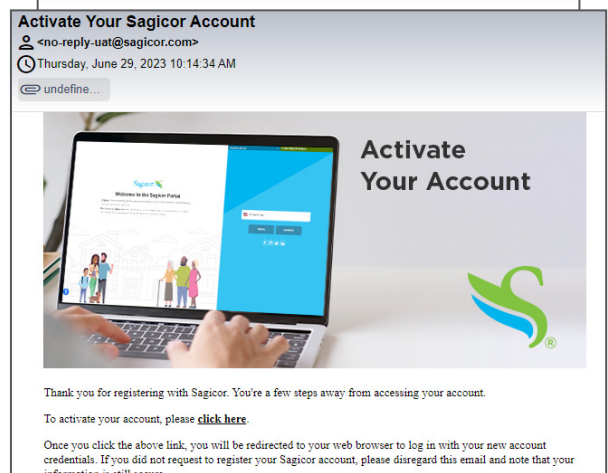 Activate Your Sagicor Account
<no-reply-uat@sagicor.com>
Thursday, June 29, 2023 10:14:34 AM
undefine...
Activate
Your Account
Sagicor
Welcome to the Sagicor Portal
®
Thank you for registering with Sagicor. You're a few steps away from accessing your account.
To activate your account, please click here.
Once you click the above link, you will be redirected to your web browser to log in with your new account
credentials. If you did not request to register your Sagicor account, please disregard this email and note that your
information is still secure